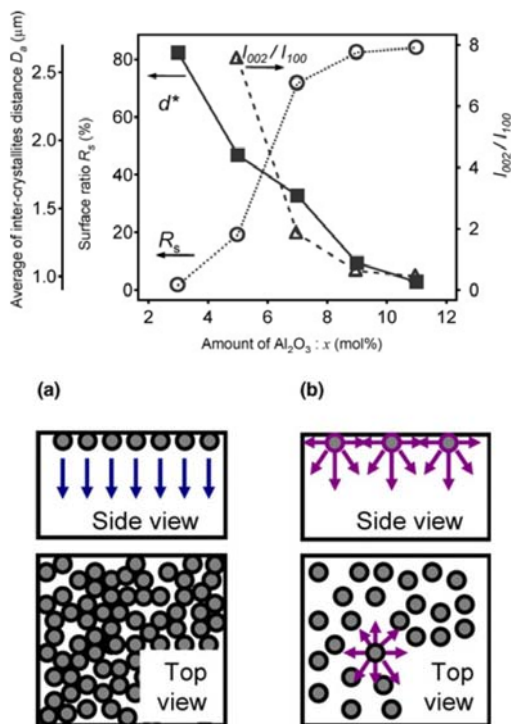 Average of inter-crystallites distance Dₐ (μm)
2.5
2.0
1.5
1.0
Surface ratio Rₛ (%)
80
60
40
20
0
d*
Rₛ
I₀₀₂/I₁₀₀
8
6
4
2
0
I₀₀₂/I₁₀₀
2 4 6 8 10 12
Amount of Al₂O₃ : x (mol%)
(a) (b)
Side view Side view
Top Top
view view